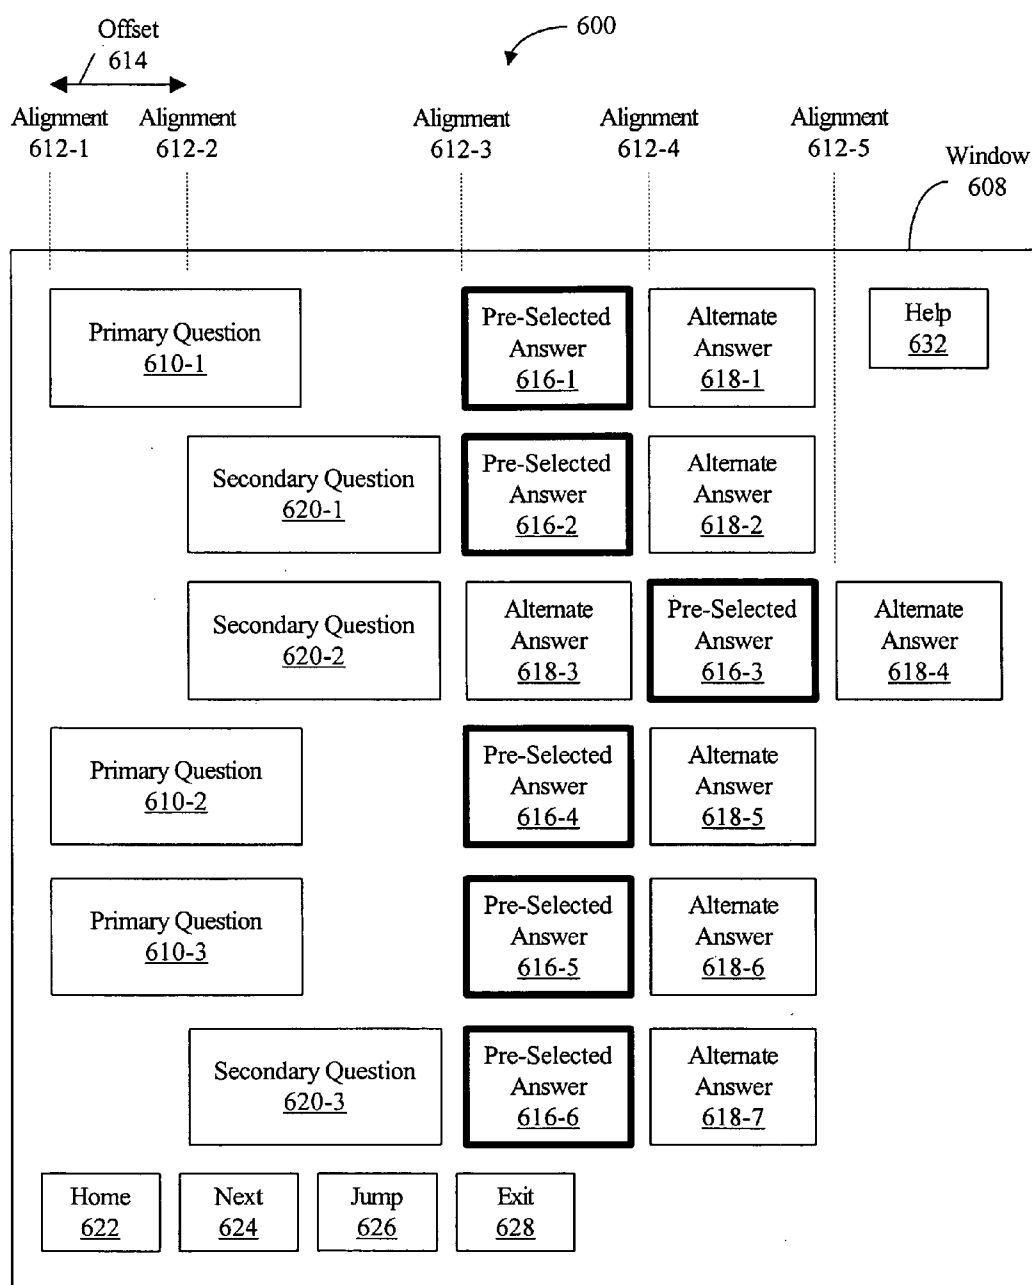 Offset
614
600
Alignment
612-1
Alignment
612-2
Alignment
612-3
Alignment
612-4
Alignment
612-5
Window
608
Primary Question
610-1
Pre-Selected
Answer
616-1
Alternate
Answer
618-1
Help
632
Secondary Question
620-1
Pre-Selected
Answer
616-2
Alternate
Answer
618-2
Secondary Question
620-2
Alternate
Answer
618-3
Pre-Selected
Answer
616-3
Alternate
Answer
618-4
Primary Question
610-2
Pre-Selected
Answer
616-4
Alternate
Answer
618-5
Primary Question
610-3
Pre-Selected
Answer
616-5
Alternate
Answer
618-6
Secondary Question
620-3
Pre-Selected
Answer
616-6
Alternate
Answer
618-7
Home
622
Next
624
Jump
626
Exit
628